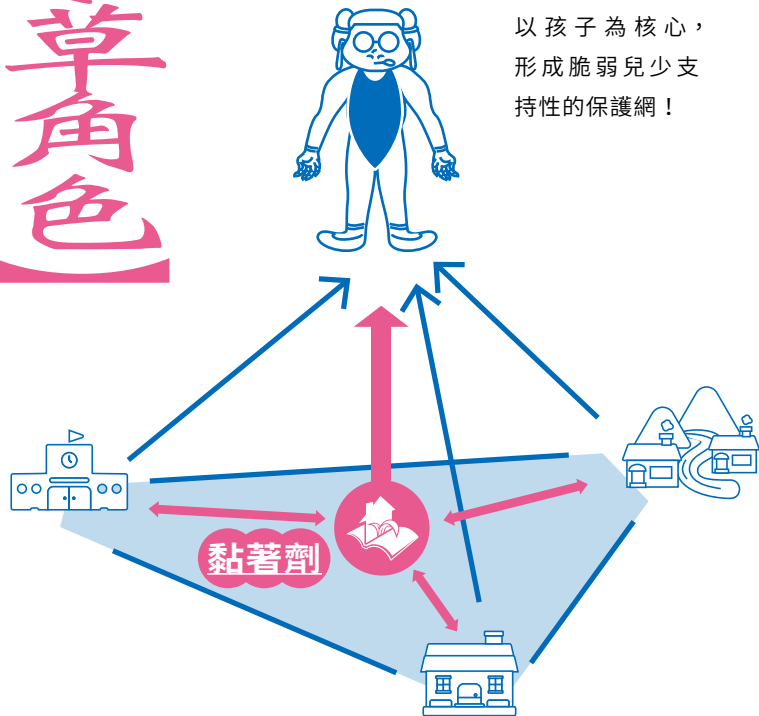 草角色】
以孩子為核心，
形成脆弱兒少支
持性的保護網！
黏著劑